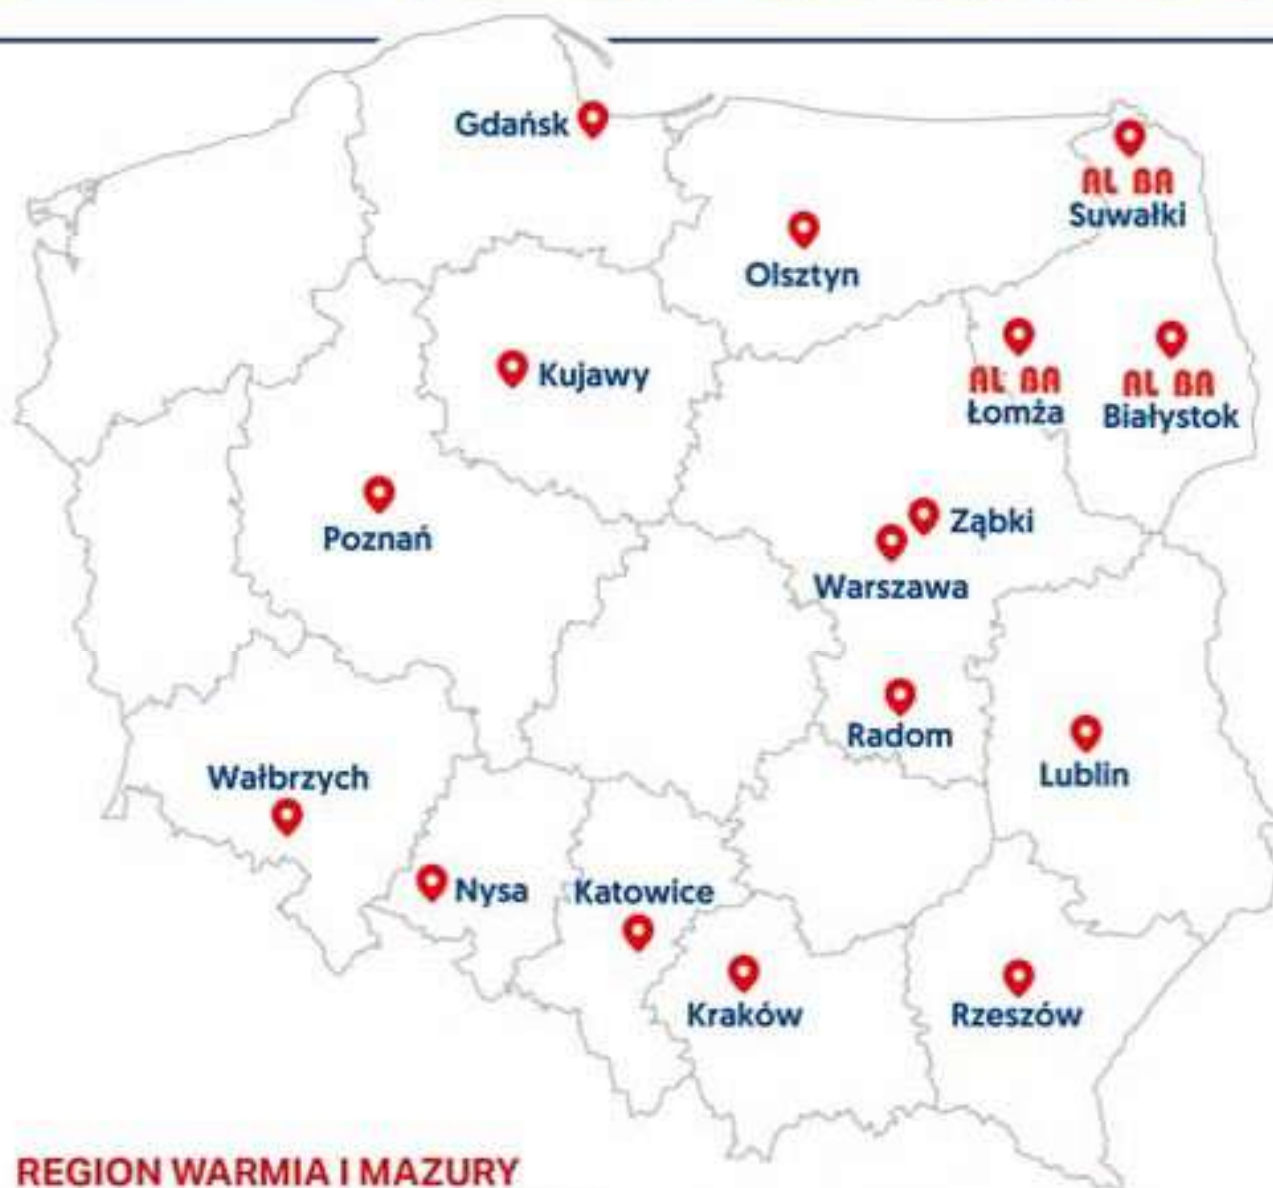 Gdańsk
AL BA
Suwałki
Olsztyn
Kujawy
AL BA
Łomża
AL BA
Białystok
Poznań
Ząbki
Warszawa
Radom
Lublin
Wałbrzych
Nysa
Katowice
Kraków
Rzeszów
REGION WARMIA I MAZURY